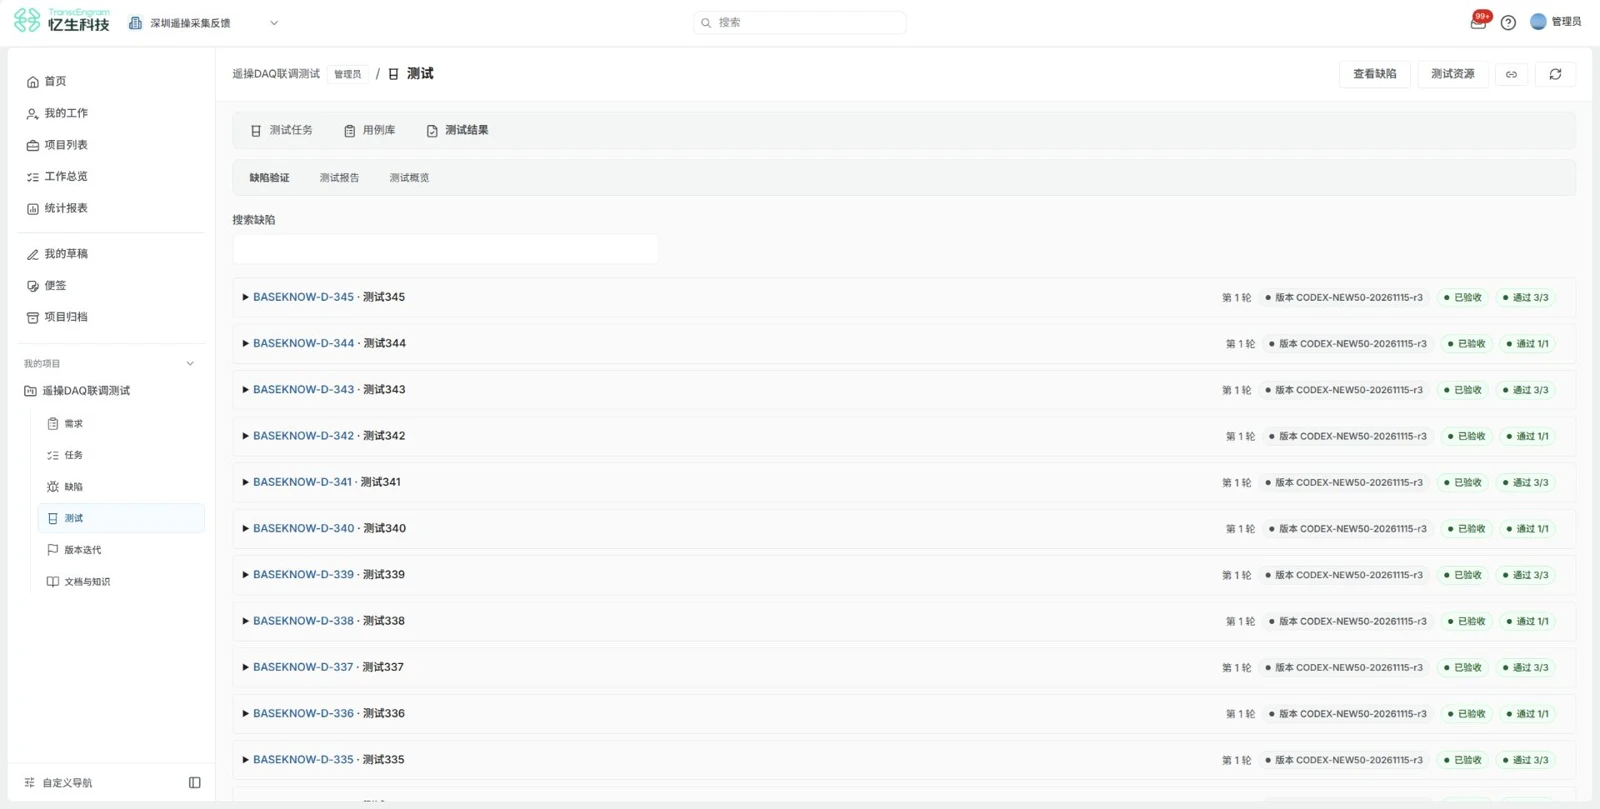 TranscEngram
忆生科技
深圳遥操采集反馈
搜索
99+
管理员
首页
我的工作
项目列表
工作总览
统计报表
我的草稿
便签
项目归档
我的项目
遥操DAQ联调测试
需求
任务
缺陷
测试
版本迭代
文档与知识
自定义导航
遥操DAQ联调测试 管理员 / 测试
查看缺陷 测试资源
测试任务 用例库 测试结果
缺陷验证 测试报告 测试概览
搜索缺陷
BASEKNOW-D-345 · 测试345 第 1 轮 版本 CODEX-NEW50-20261115-r3 已验收 通过 3/3
BASEKNOW-D-344 · 测试344 第 1 轮 版本 CODEX-NEW50-20261115-r3 已验收 通过 1/1
BASEKNOW-D-343 · 测试343 第 1 轮 版本 CODEX-NEW50-20261115-r3 已验收 通过 3/3
BASEKNOW-D-342 · 测试342 第 1 轮 版本 CODEX-NEW50-20261115-r3 已验收 通过 1/1
BASEKNOW-D-341 · 测试341 第 1 轮 版本 CODEX-NEW50-20261115-r3 已验收 通过 3/3
BASEKNOW-D-340 · 测试340 第 1 轮 版本 CODEX-NEW50-20261115-r3 已验收 通过 1/1
BASEKNOW-D-339 · 测试339 第 1 轮 版本 CODEX-NEW50-20261115-r3 已验收 通过 3/3
BASEKNOW-D-338 · 测试338 第 1 轮 版本 CODEX-NEW50-20261115-r3 已验收 通过 1/1
BASEKNOW-D-337 · 测试337 第 1 轮 版本 CODEX-NEW50-20261115-r3 已验收 通过 3/3
BASEKNOW-D-336 · 测试336 第 1 轮 版本 CODEX-NEW50-20261115-r3 已验收 通过 1/1
BASEKNOW-D-335 · 测试335 第 1 轮 版本 CODEX-NEW50-20261115-r3 已验收 通过 3/3